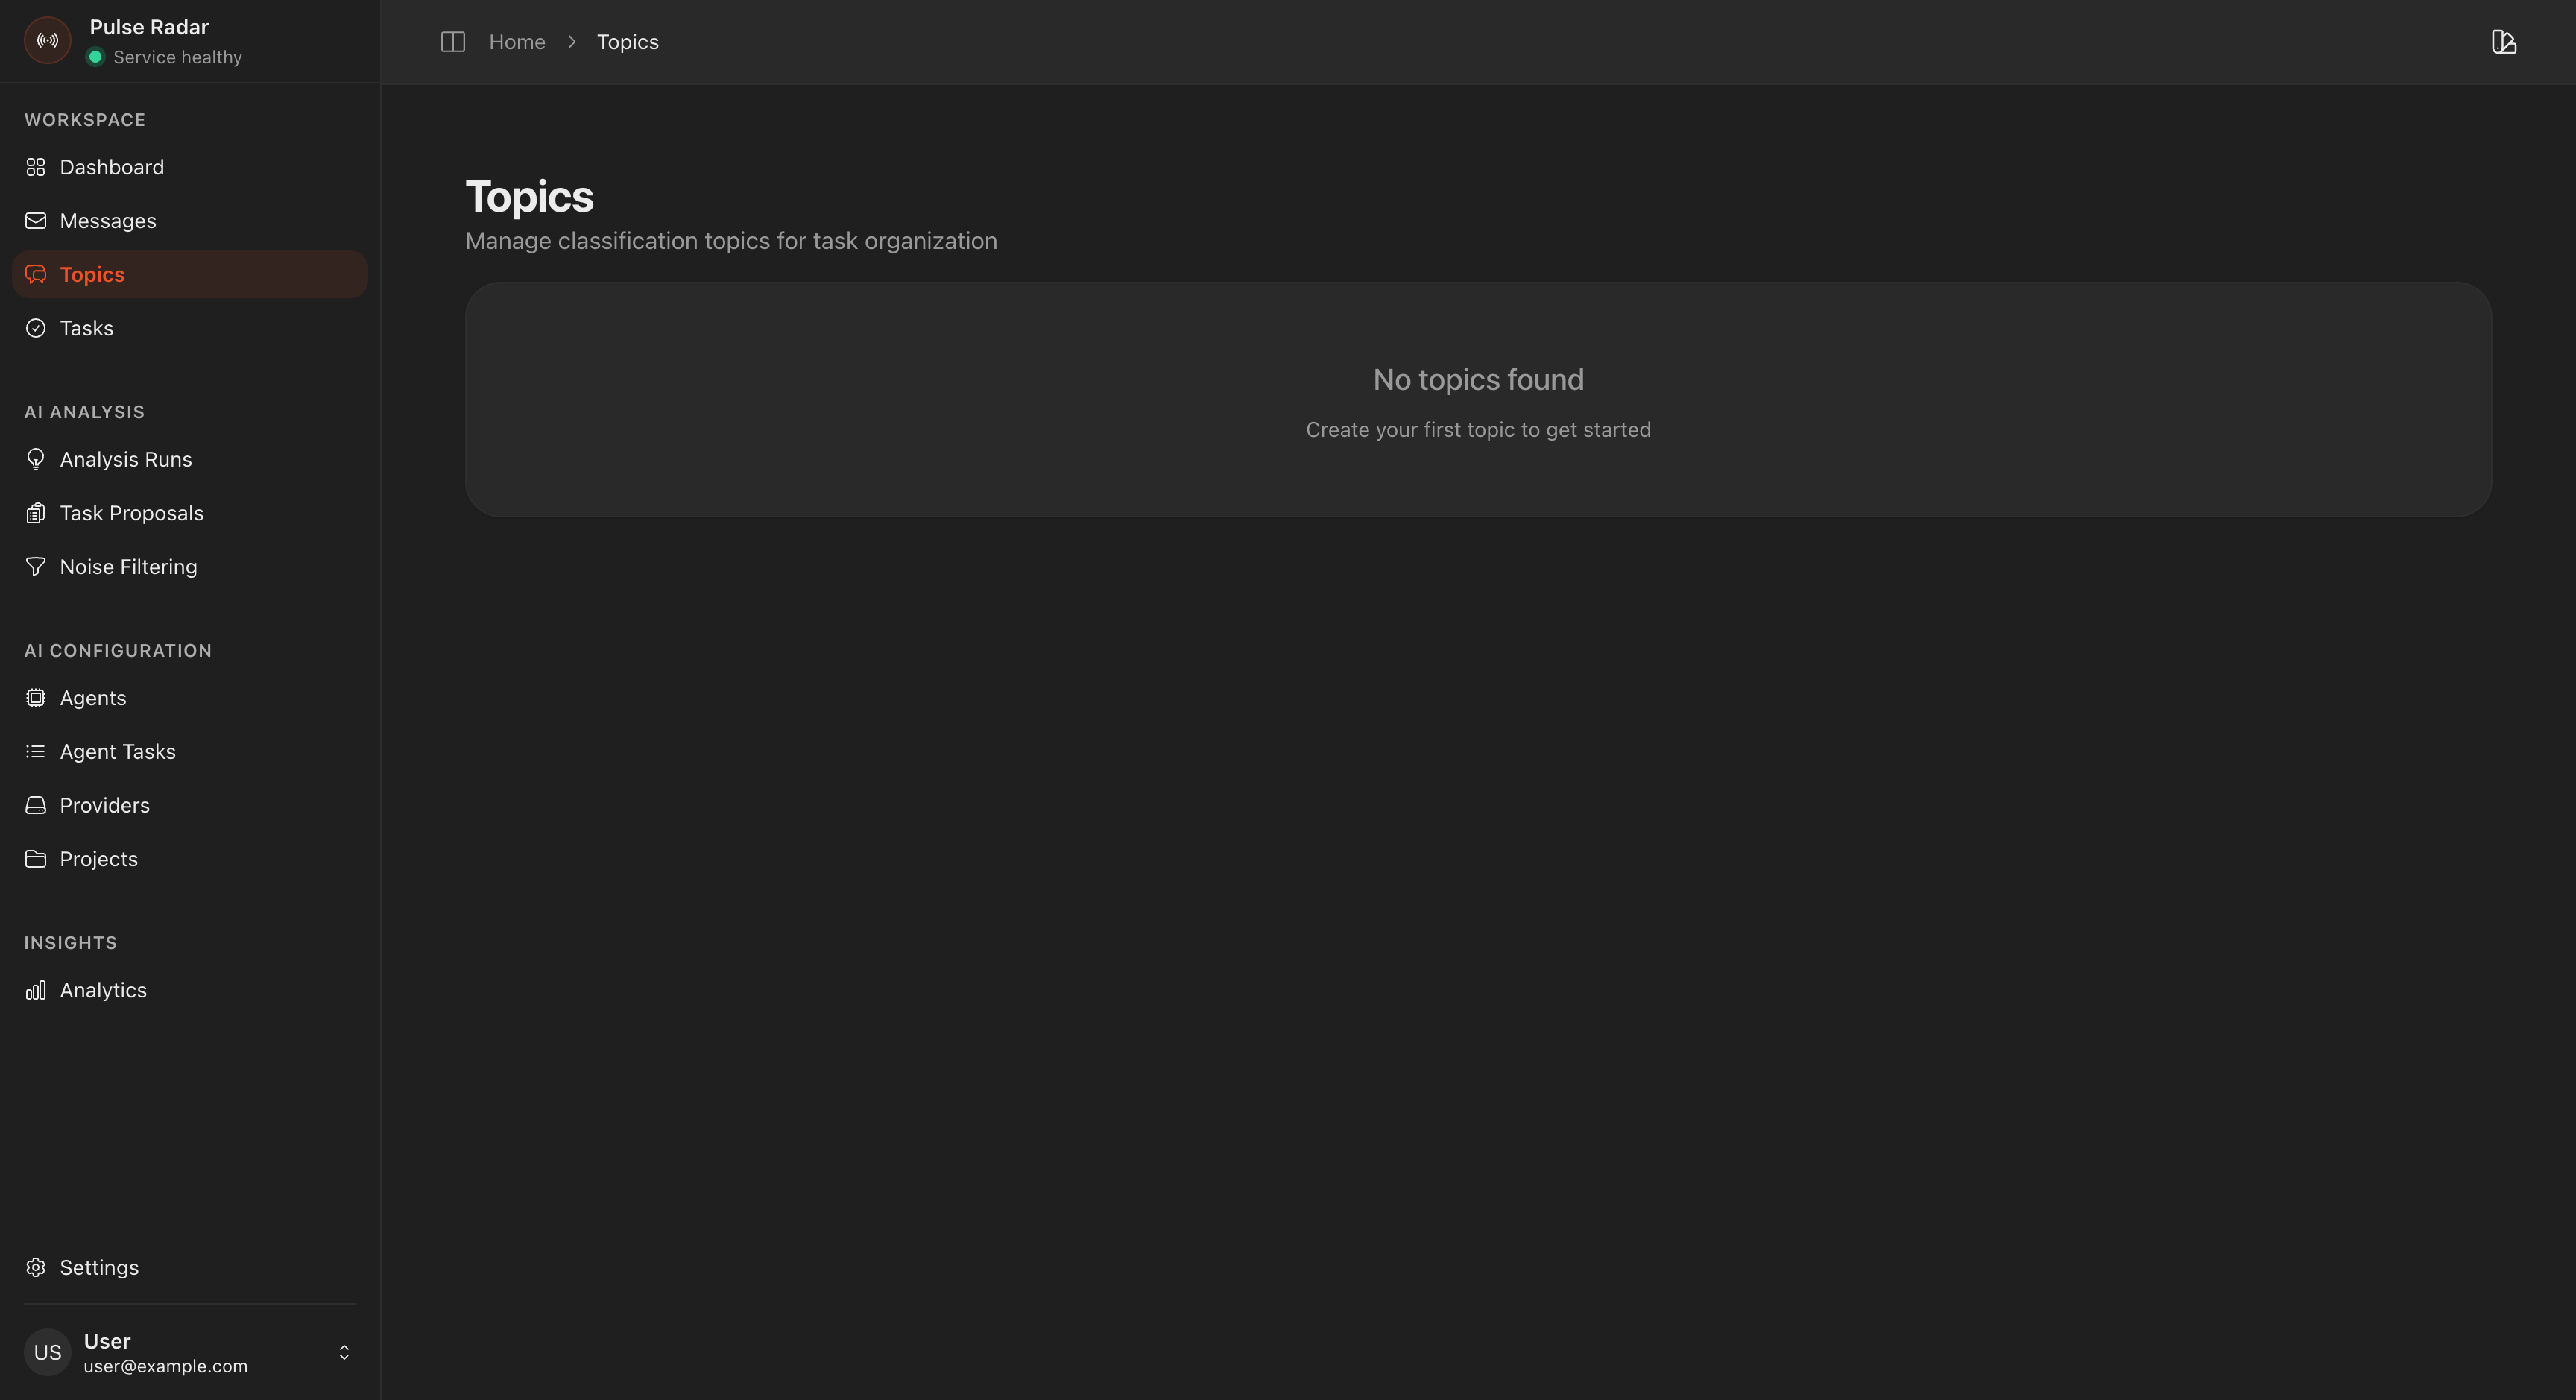 Pulse Radar
Service healthy
WORKSPACE
Dashboard
Messages
Topics
Tasks
AI ANALYSIS
Analysis Runs
Task Proposals
Noise Filtering
AI CONFIGURATION
Agents
Agent Tasks
Providers
Projects
INSIGHTS
Analytics
Settings
US
User
user@example.com
Home
Topics
Topics
Manage classification topics for task organization
No topics found
Create your first topic to get started